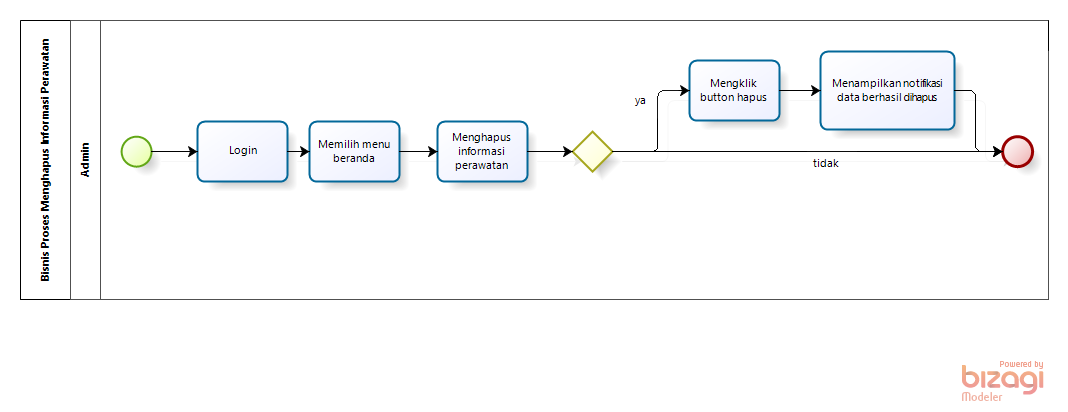 Bisnis Proses Menghapus Informasi Perawatan
Admin
Login
Memilih menu
beranda
Menghapus
informasi
perawatan
ya
Mengklik
button hapus
Menampilkan notifikasi
data berhasil dihapus
tidak
Powered by
bizagi
Modeler